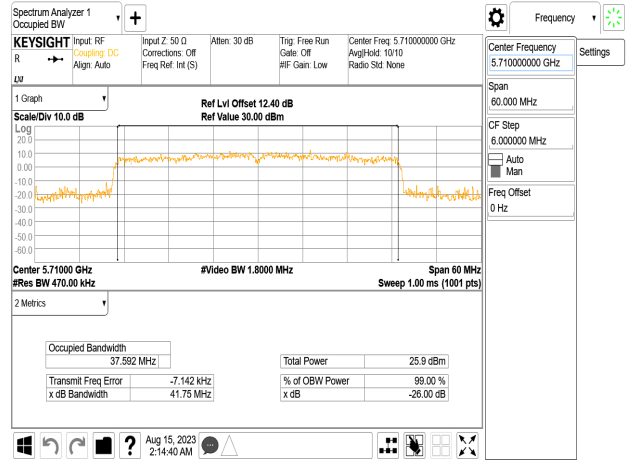 Spectrum Analyzer 1
Occupied BW
Frequency
KEYSIGHT
R
Input: RF
Coupling: DC
Align: Auto
Input Z: 50 Ω
Corrections: Off
Freq Ref: Int (S)
Atten: 30 dB
Trig: Free Run
Gate: Off
#IF Gain: Low
Center Freq: 5.710000000 GHz
Avg|Hold: 10/10
Radio Std: None
Center Frequency
5.710000000 GHz
Settings
Span
60.000 MHz
CF Step
6.000000 MHz
Auto
Man
Freq Offset
0 Hz
1 Graph
Scale/Div 10.0 dB
Ref Lvl Offset 12.40 dB
Ref Value 30.00 dBm
Log
20.0
10.0
0.00
-10.0
-20.0
-30.0
-40.0
-50.0
-60.0
Center 5.71000 GHz
#Video BW 1.8000 MHz
Span 60 MHz
#Res BW 470.00 kHz
Sweep 1.00 ms (1001 pts)
2 Metrics
Occupied Bandwidth
37.592 MHz
Total Power 25.9 dBm
Transmit Freq Error -7.142 kHz
% of OBW Power 99.00 %
x dB Bandwidth 41.75 MHz
x dB -26.00 dB
?
Aug 15, 2023
2:14:40 AM